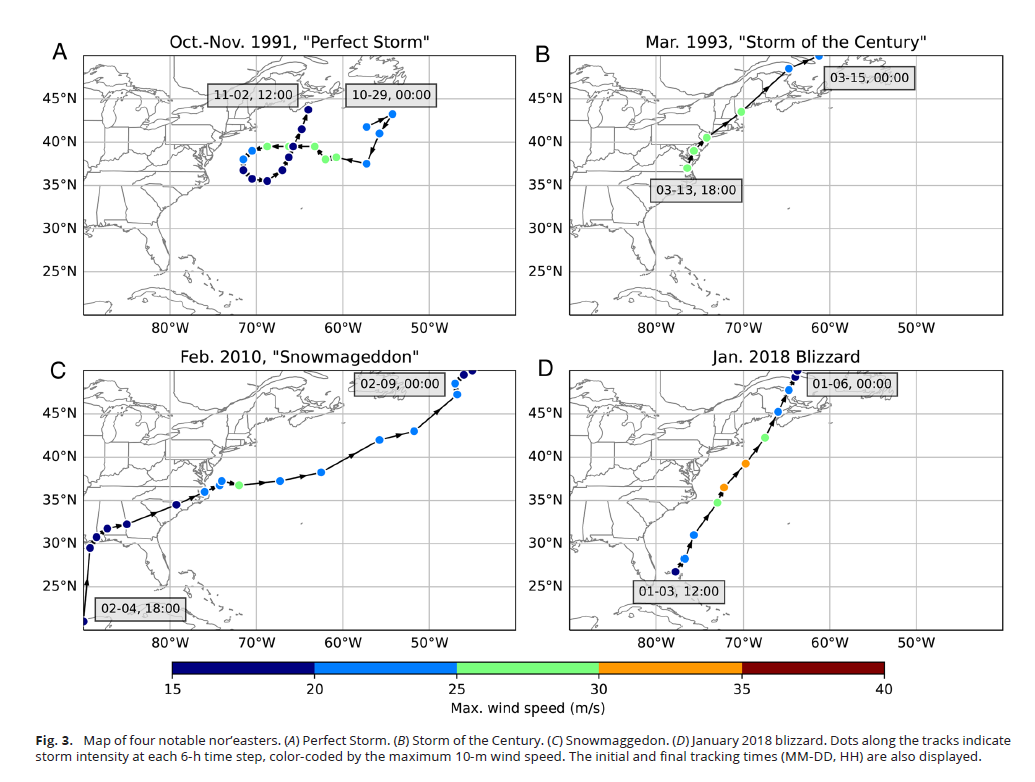 A
Oct.-Nov. 1991, "Perfect Storm"
11-02, 12:00
10-29, 00:00
45°N
40°N
35°N
30°N
25°N
80°W 70°W 60°W 50°W
B
Mar. 1993, "Storm of the Century"
03-15, 00:00
03-13, 18:00
45°N
40°N
35°N
30°N
25°N
80°W 70°W 60°W 50°W
C
Feb. 2010, "Snowmageddon"
02-09, 00:00
02-04, 18:00
45°N
40°N
35°N
30°N
25°N
80°W 70°W 60°W 50°W
D
Jan. 2018 Blizzard
01-06, 00:00
01-03, 12:00
45°N
40°N
35°N
30°N
25°N
80°W 70°W 60°W 50°W
15 20 25 30 35 40
Max. wind speed (m/s)
Fig. 3. Map of four notable nor’easters. (A) Perfect Storm. (B) Storm of the Century. (C) Snowmaggedon. (D) January 2018 blizzard. Dots along the tracks indicate
storm intensity at each 6-h time step, color-coded by the maximum 10-m wind speed. The initial and final tracking times (MM-DD, HH) are also displayed.